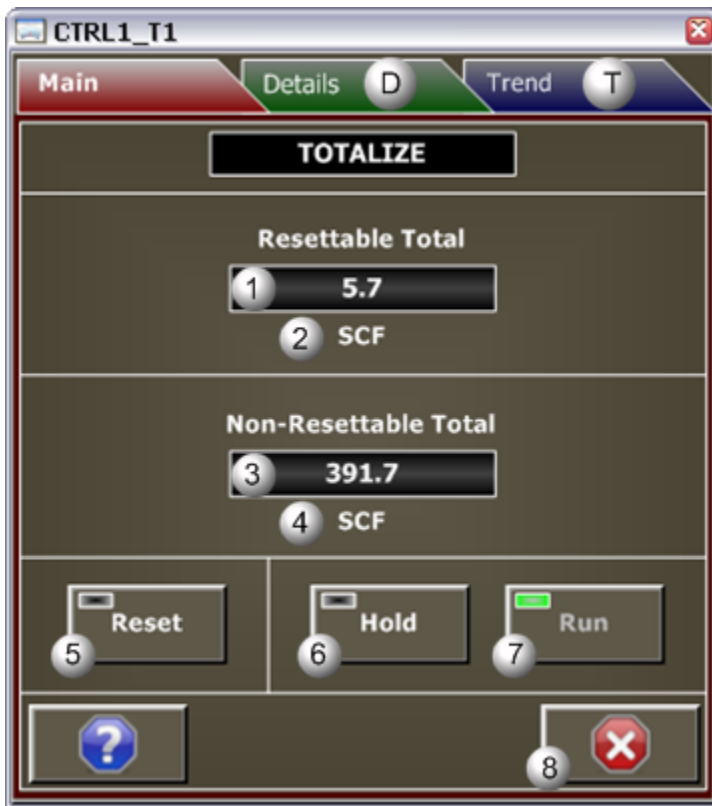 CTRL1_T1
Main Details D Trend T
TOTALIZE
Resettable Total
1 5.7
2 SCF
Non-Resettable Total
3 391.7
4 SCF
Reset Hold Run
5 6 7
?
8